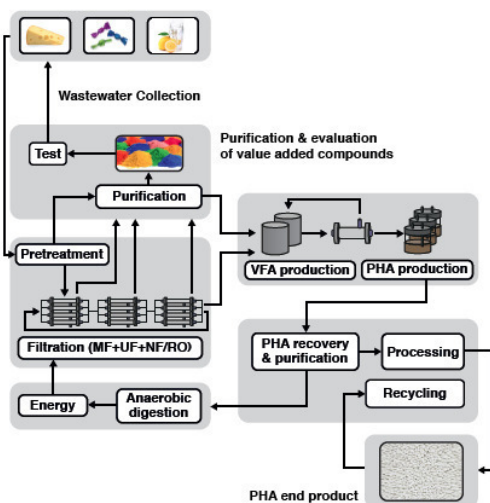 Wastewater Collection
Purification & evaluation
of value added compounds
Test
Purification
Pretreatment
VFA production
PHA production
Filtration (MF+UF+NF/RO)
PHA recovery
& purification
Processing
Recycling
Energy
Anaerobic
digestion
PHA end product